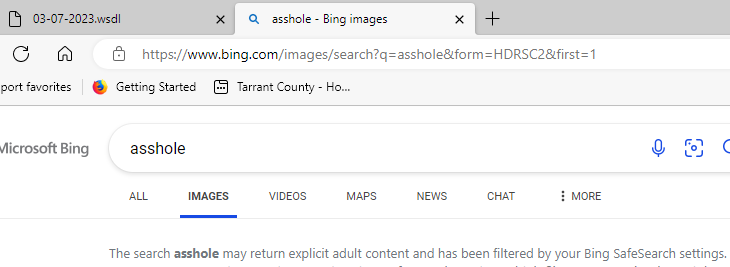 03-07-2023.wsdl
asshole - Bing images
https://www.bing.com/images/search?q=asshole&form=HDRSC2&first=1
port favorites Getting Started Tarrant County - Ho...
Microsoft Bing asshole
ALL IMAGES VIDEOS MAPS NEWS CHAT MORE
The search asshole may return explicit adult content and has been filtered by your Bing SafeSearch settings.